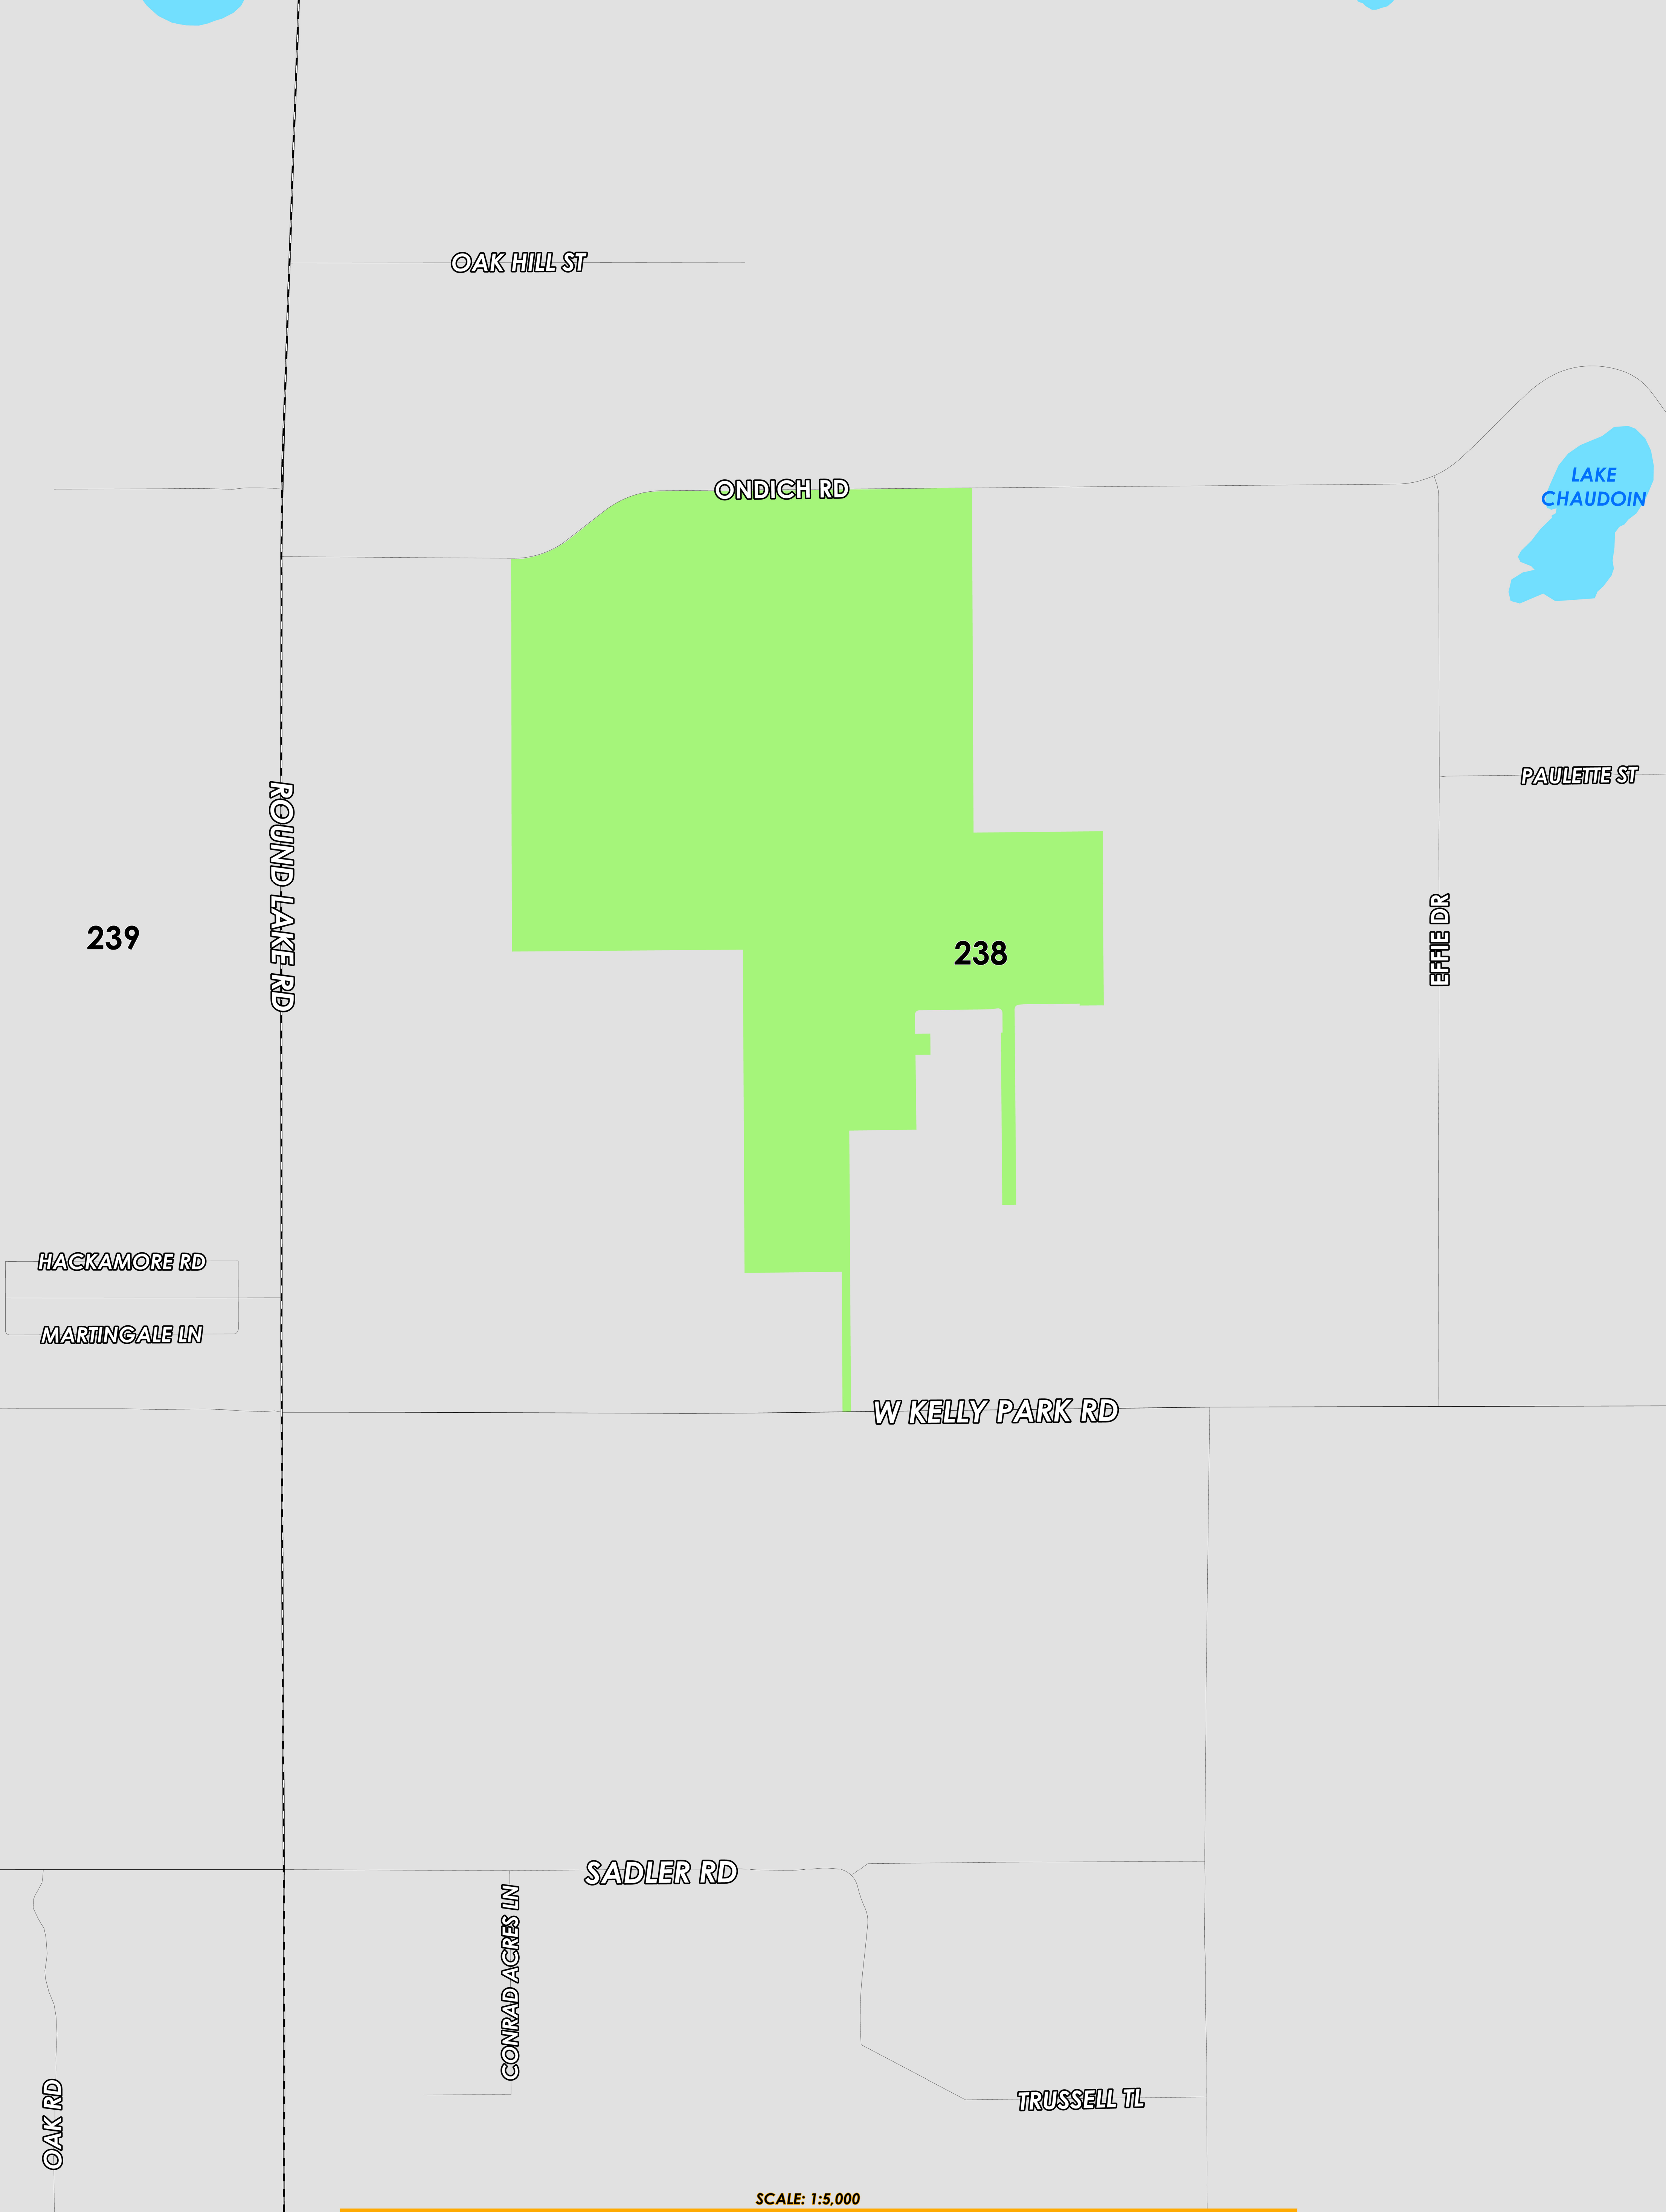 OAK HILL ST
ONDICH RD
LAKE
CHAUDOIN
PAULETTE ST
ROUND LAKE RD
EFFIE DR
239
238
HACKAMORE RD
MARTINGALE LN
W KELLY PARK RD
SADLER RD
CONRAD ACRES LN
OAK RD
TRUSSELL TL
SCALE: 1:5,000